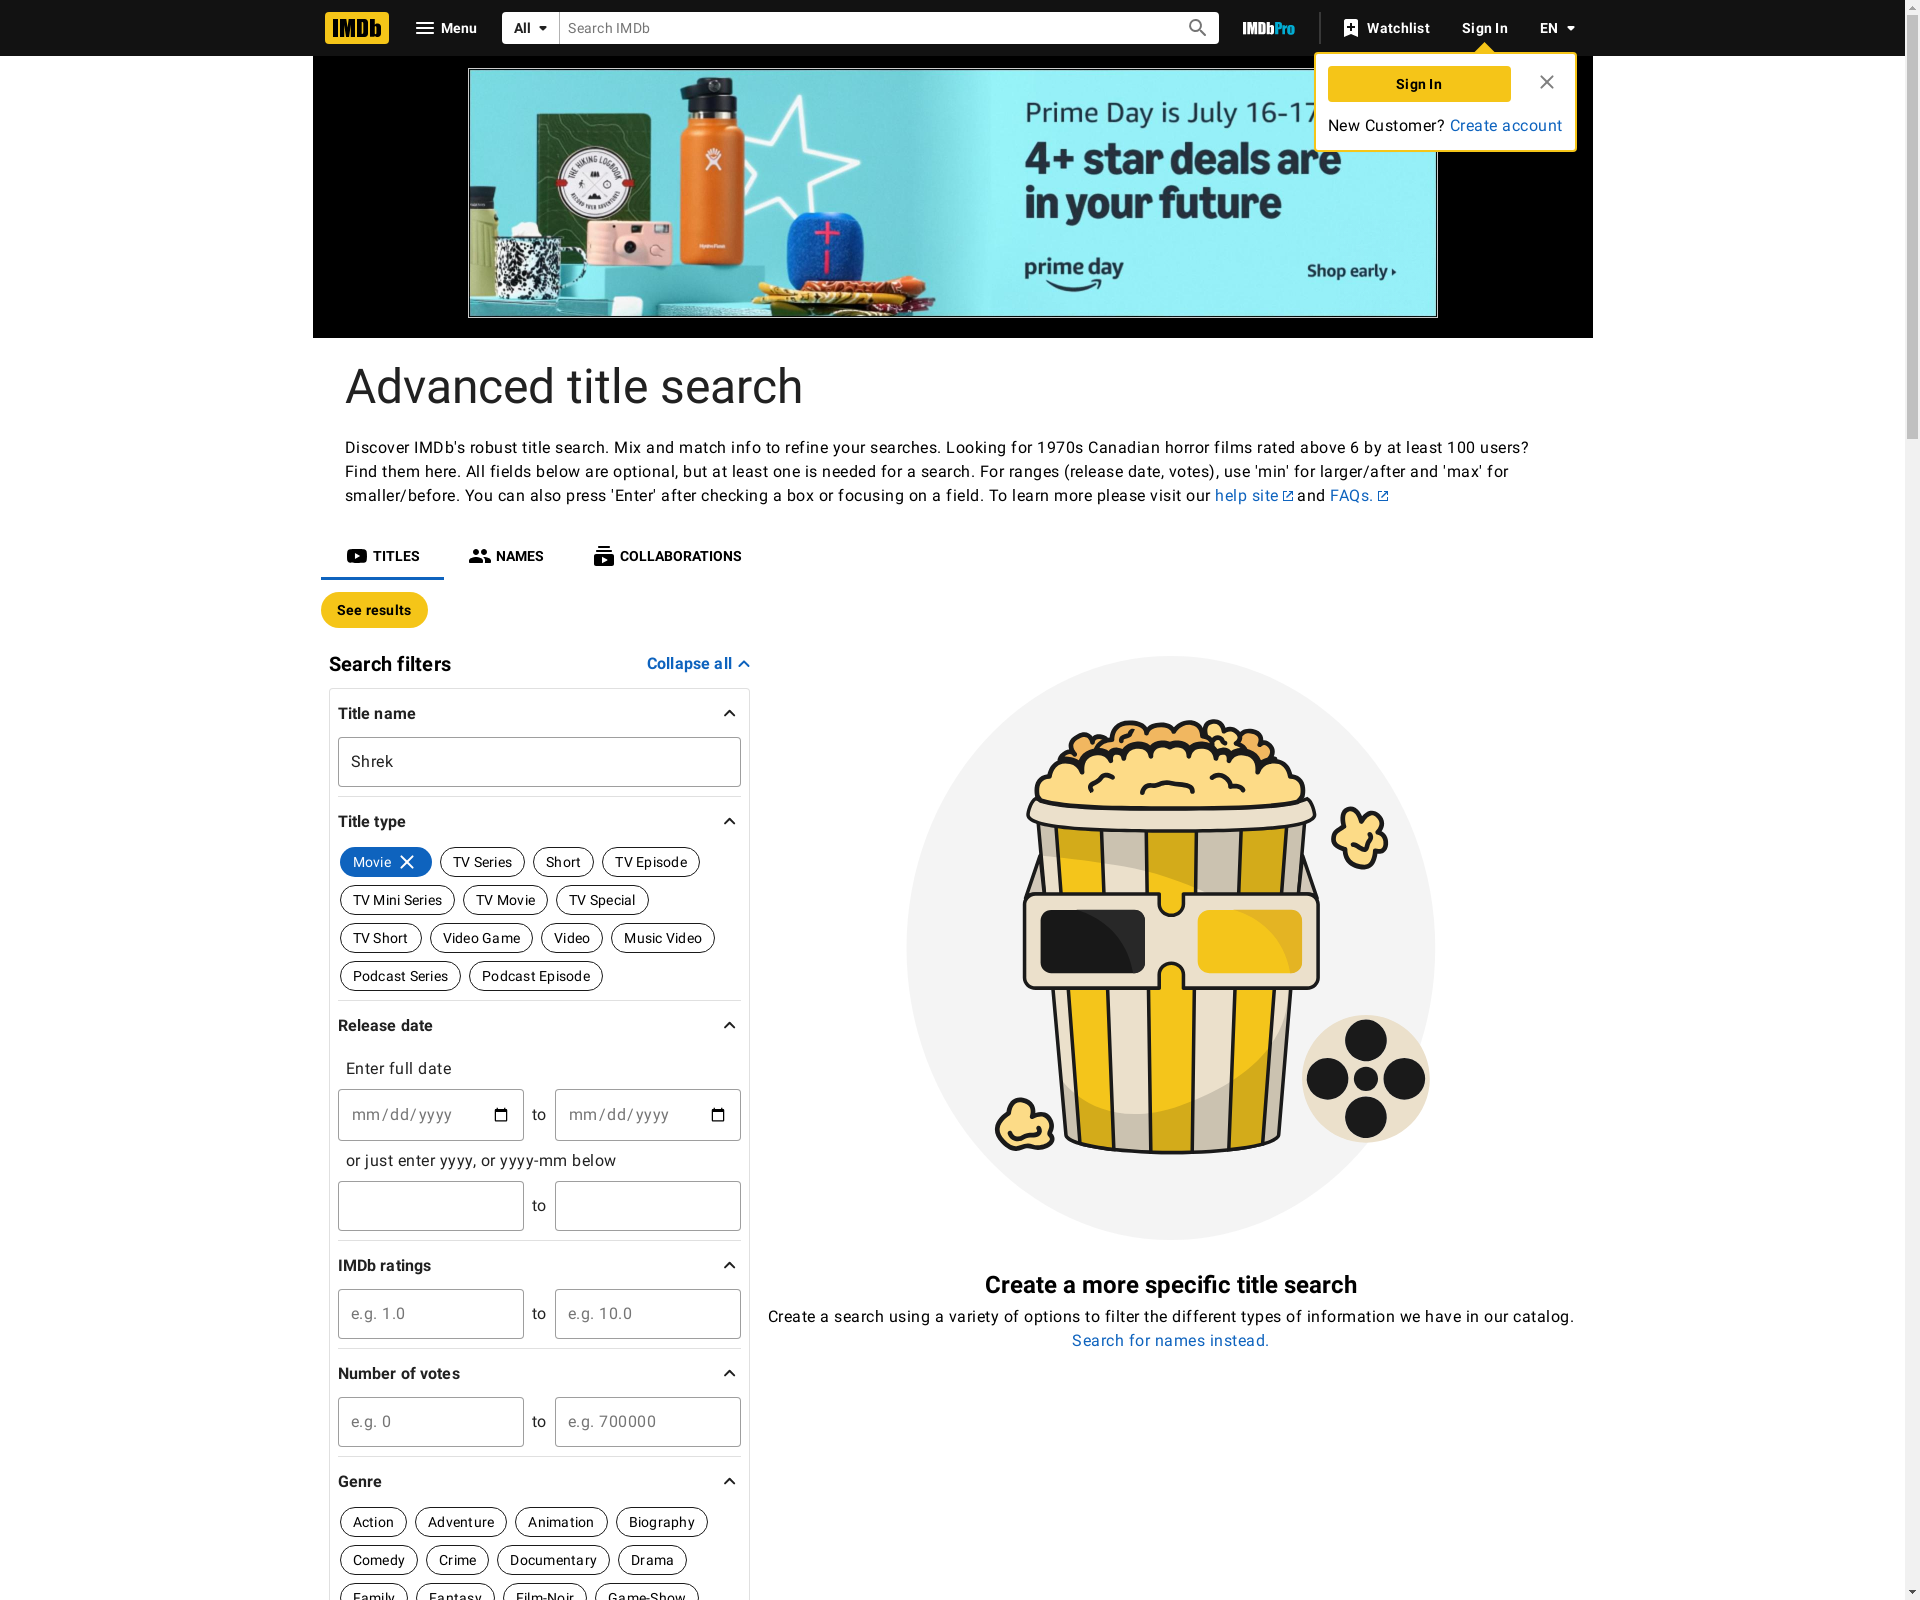 IMDb Menu All Search IMDb IMDbPro Watchlist Sign In EN
Sign In
New Customer? Create account
Prime Day is July 16-17
4+ star deals are
in your future
prime day
Shop early
THE HIKING LOGBOOK
RECORD YOUR ADVENTURES
HydroFlask
Advanced title search
Discover IMDb's robust title search. Mix and match info to refine your searches. Looking for 1970s Canadian horror films rated above 6 by at least 100 users?
Find them here. All fields below are optional, but at least one is needed for a search. For ranges (release date, votes), use 'min' for larger/after and 'max' for
smaller/before. You can also press 'Enter' after checking a box or focusing on a field. To learn more please visit our help site and FAQs.
TITLES NAMES COLLABORATIONS
See results
Search filters Collapse all
Title name
Shrek
Title type
Movie TV Series Short TV Episode
TV Mini Series TV Movie TV Special
TV Short Video Game Video Music Video
Podcast Series Podcast Episode
Release date
Enter full date
mm/dd/yyyy to mm/dd/yyyy
or just enter yyyy, or yyyy-mm below
to
IMDb ratings
e.g. 1.0 to e.g. 10.0
Number of votes
e.g. 0 to e.g. 700000
Genre
Action Adventure Animation Biography
Comedy Crime Documentary Drama
Family Fantasy Film-Noir Game-Show
Create a more specific title search
Create a search using a variety of options to filter the different types of information we have in our catalog.
Search for names instead.